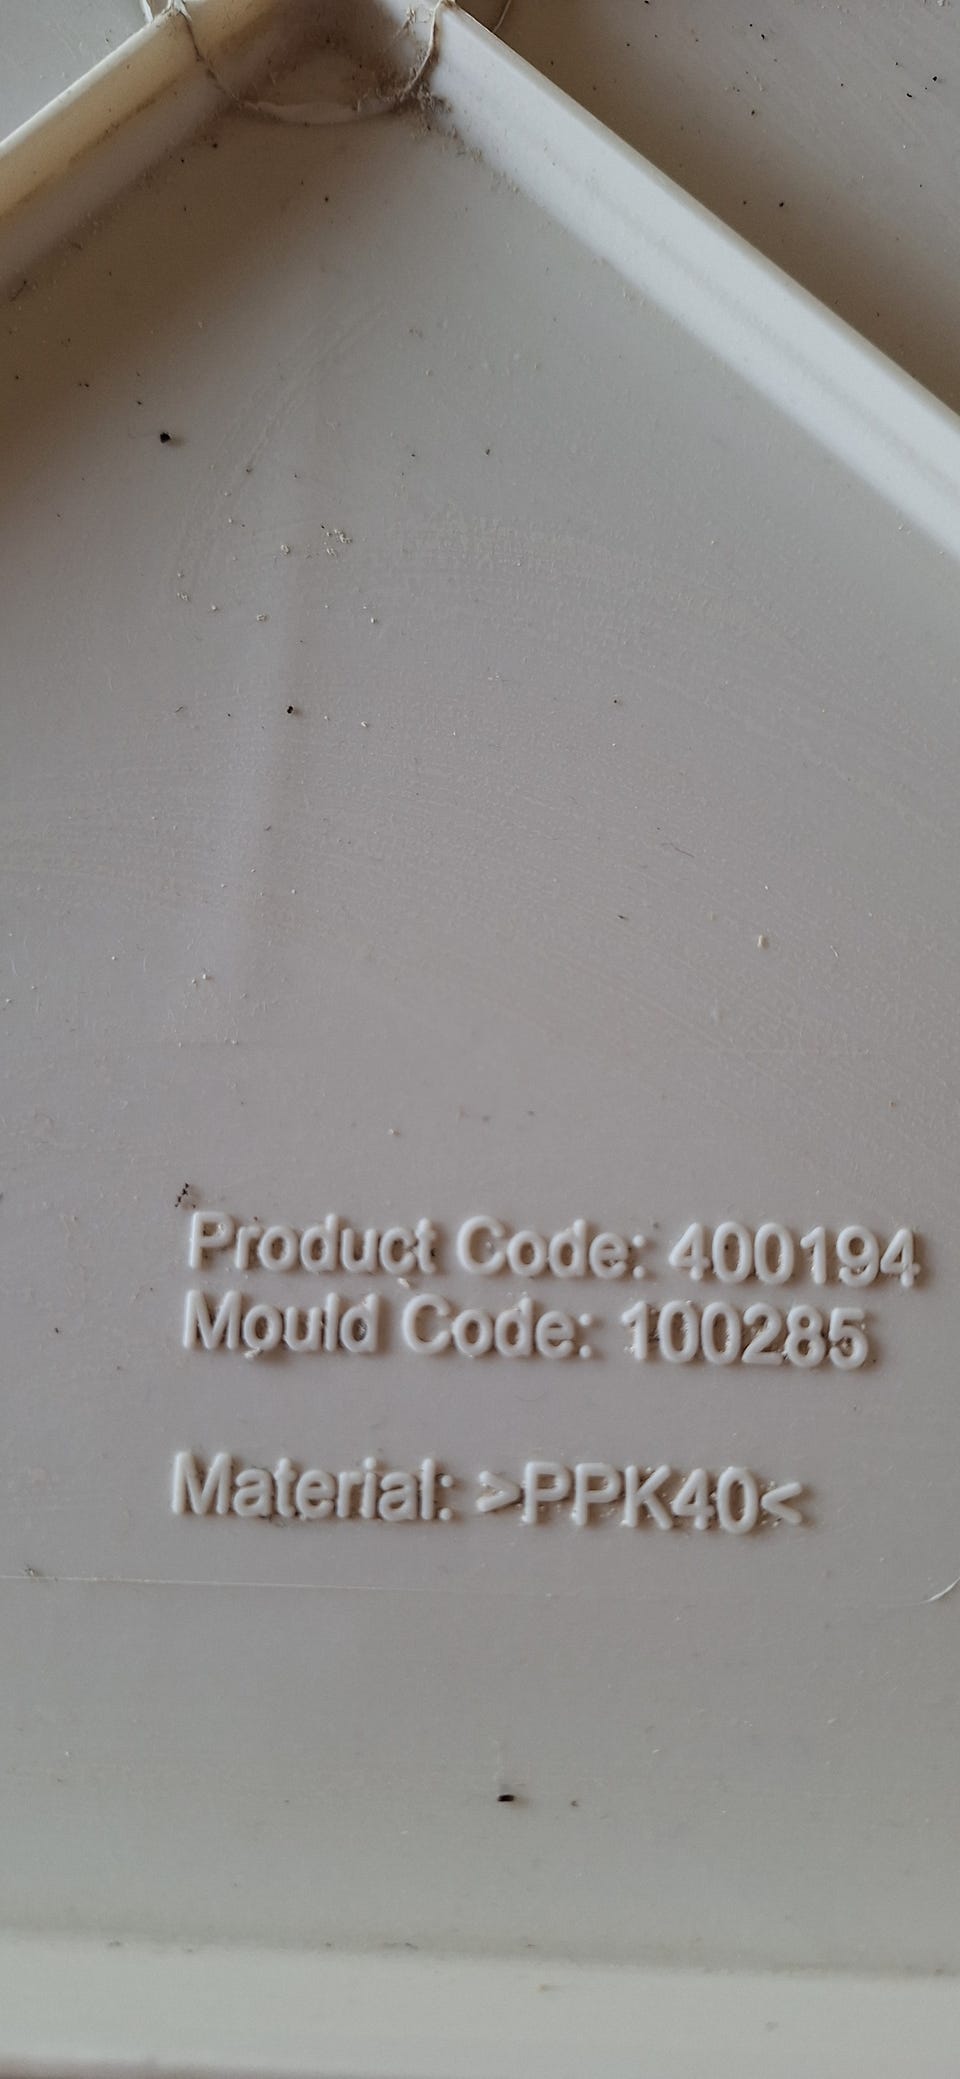 Product Code: 400194
Mould Code: 100285
Material: >PPK40<